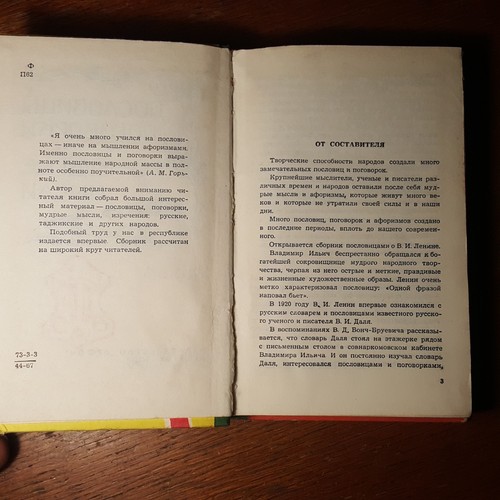 Ф
П62
«Я очень много учился на послови-
цах — иначе на мышлении афоризмами.
Именно пословицы и поговорки выра-
жают мышление народной массы в пол-
ноте особенно поучительной» (А. М. Горь-
кий).
Автор предлагаемой вниманию чи-
тателя книги собрал большой интерес-
ный материал — пословицы, поговорки,
мудрые мысли, изречения: русские,
таджикские и других народов.
Подобный труд у нас в республике
издается впервые. Сборник рассчитан
на широкий круг читателей.
73-3-3
44-67
ОТ СОСТАВИТЕЛЯ
Творческие способность народов создали много
замечательных пословиц и поговорок.
Крупнейшие мыслители, ученые и писатели раз-
личных времен и народов оставили после себя муд-
рые мысли и афоризмы, которые живут много ве-
ков и которые не утратили своей силы и в наши
дни.
Много пословиц, поговорок и афоризмов создано
в последние периоды, вплоть до нашего современ-
ного.
Открывается сборник пословицами о В. И. Ленине.
Владимир Ильич беспрестанно обращался к бо-
гатейшей сокровищнице мудрого народного твор-
чества, черпая из него острые и меткие, правдивые
и жизненные художественные образы. Ленин очень
метко характеризовал пословицу: «Одной фразой
наповал бьет».
В 1920 году В. И. Ленин впервые ознакомился с
русским словарем и пословицами известного рус-
ского ученого и писателя В. И. Даля.
В воспоминаниях В. Д. Бонч-Бруевича рассказыва-
ется, что словарь Даля стоял на этажерке рядом
с письменным столом в совнаркомовском кабинете
Владимира Ильича. И он постоянно изучал словарь
Даля, интересовался пословицами и поговорками,
3